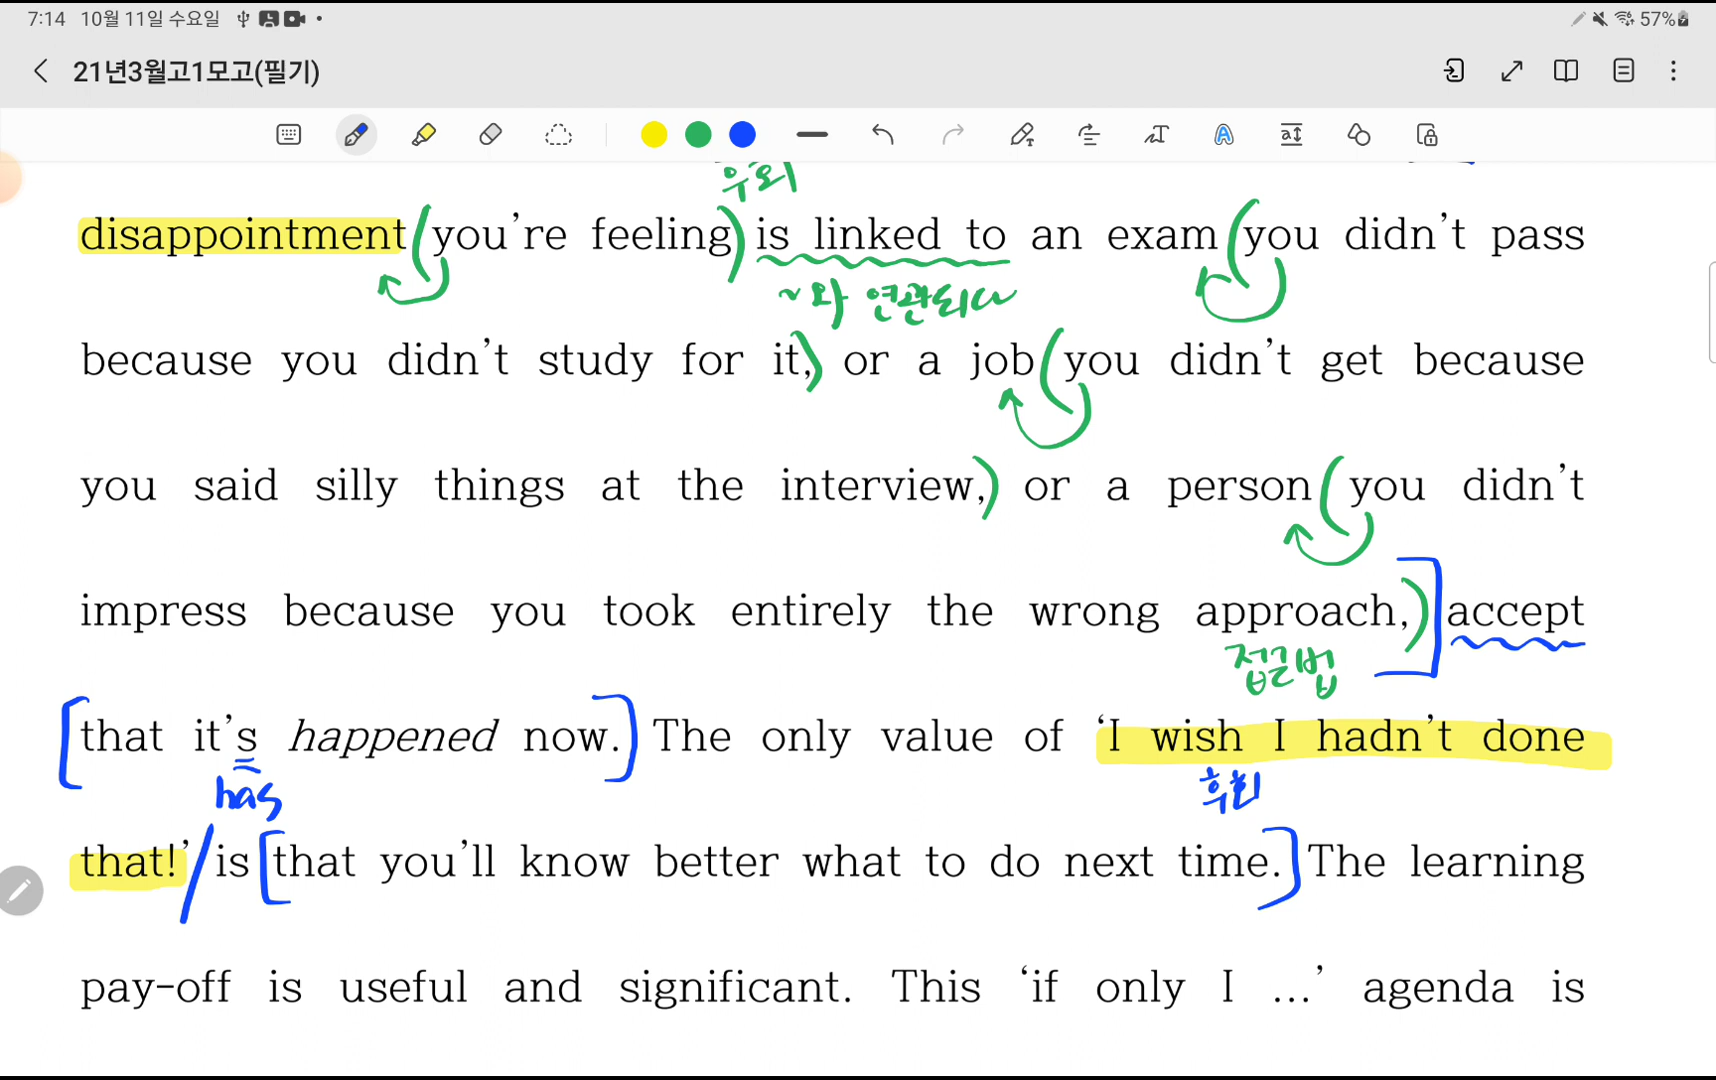 7:14 10월 11일 수요일 57%
21년3월고1모고(필기)
disappointment you're feeling is linked to an exam you didn't pass
~와 연관되다
because you didn't study for it, or a job you didn't get because
you said silly things at the interview, or a person you didn't
impress because you took entirely the wrong approach, accept
접근법
that it's happened now. The only value of ‘I wish I hadn't done
has 후회
that!’ is that you'll know better what to do next time. The learning
pay-off is useful and significant. This ‘if only I ...’ agenda is